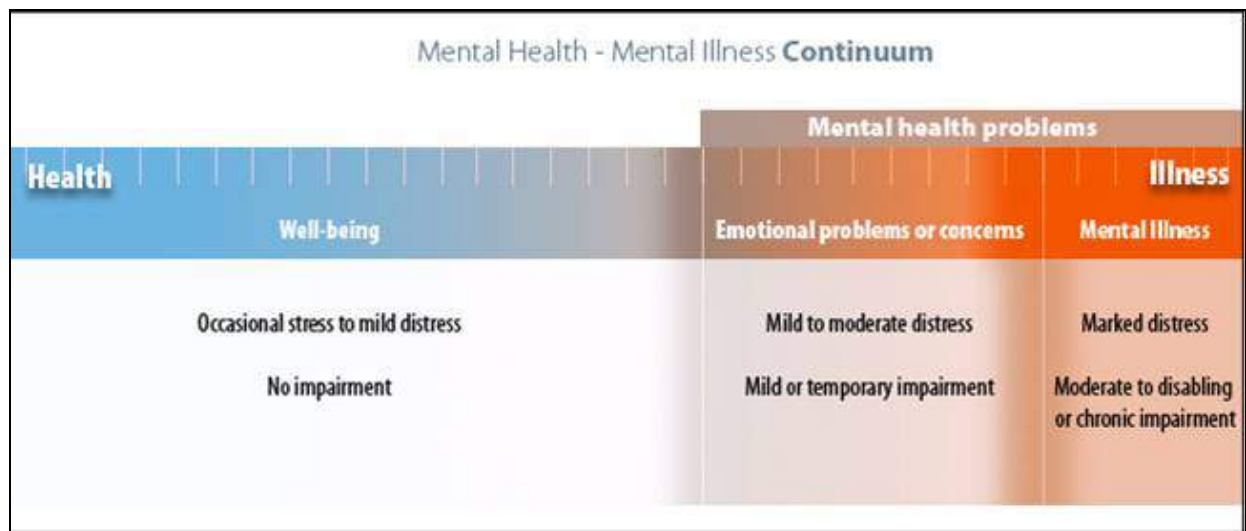 Mental Health - Mental Illness Continuum
Mental health problems
Health
Illness
Well-being
Emotional problems or concerns
Mental Illness
Occasional stress to mild distress
Mild to moderate distress
Marked distress
No impairment
Mild or temporary impairment
Moderate to disabling
or chronic impairment